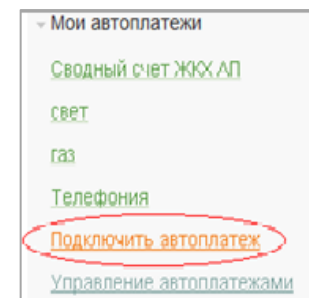 Мои автоплатежи
Сводный счет ЖКХ АП
свет
газ
Телефония
Подключить автоплатеж
Управление автоплатежами